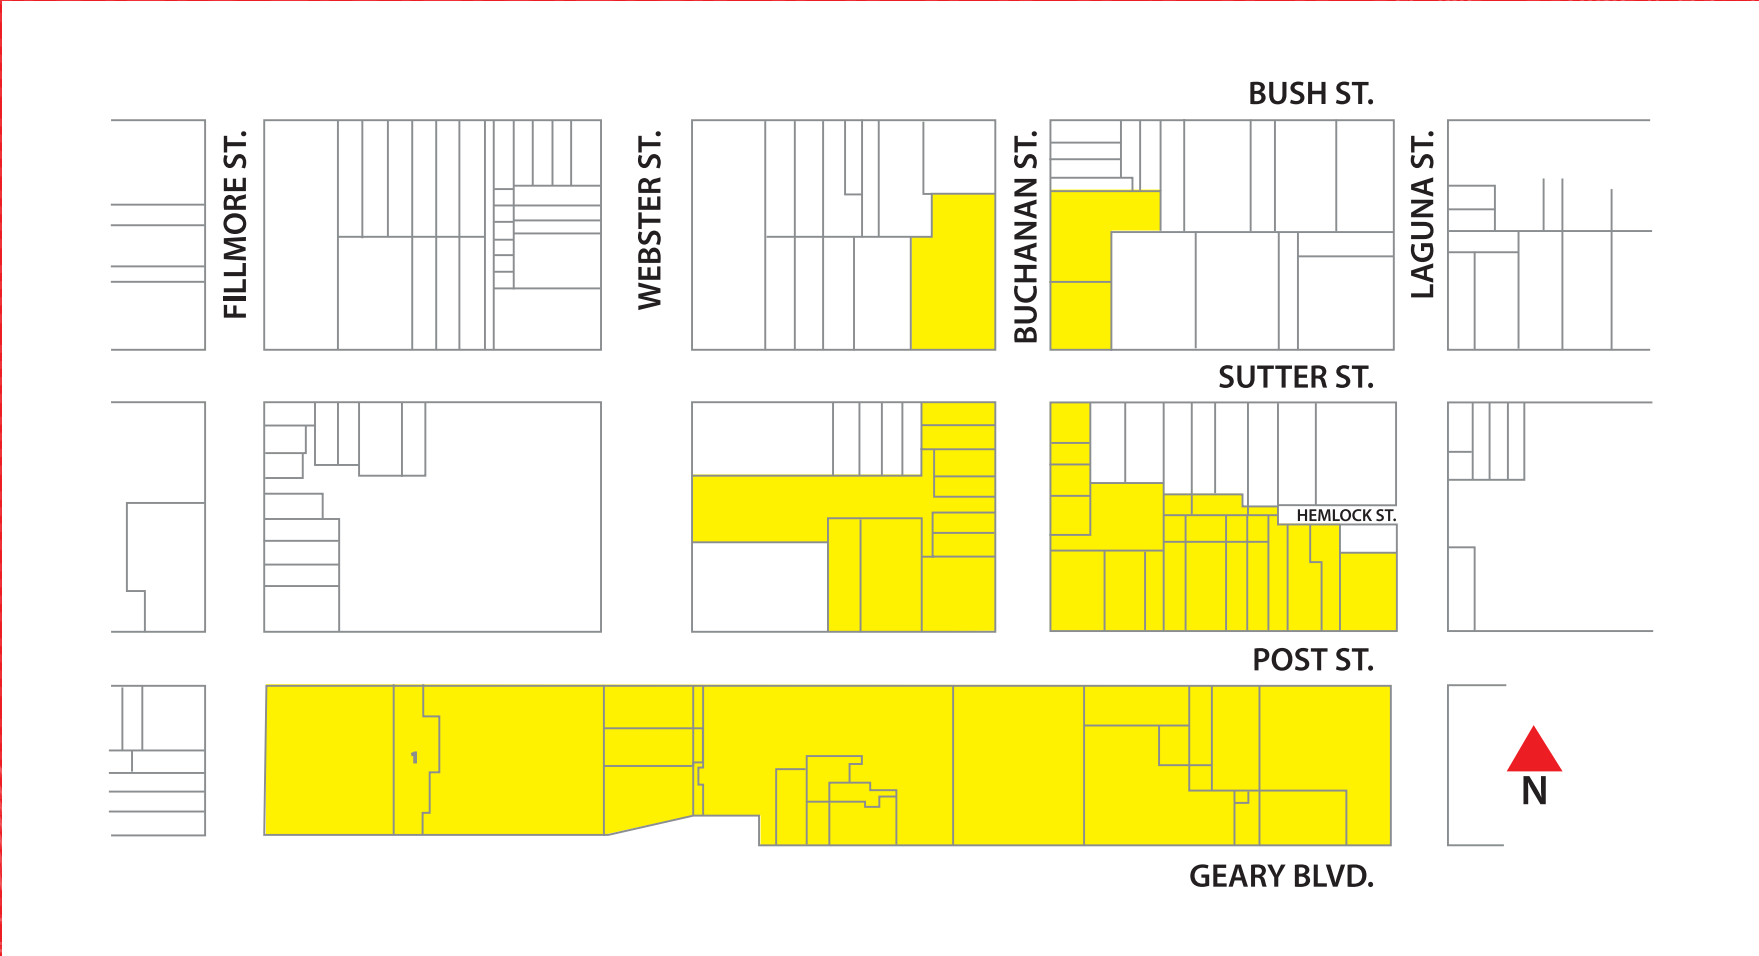 BUSH ST.
FILLMORE ST.
WEBSTER ST.
BUCHANAN ST.
LAGUNA ST.
SUTTER ST.
HEMLOCK ST.
POST ST.
1
N
GEARY BLVD.